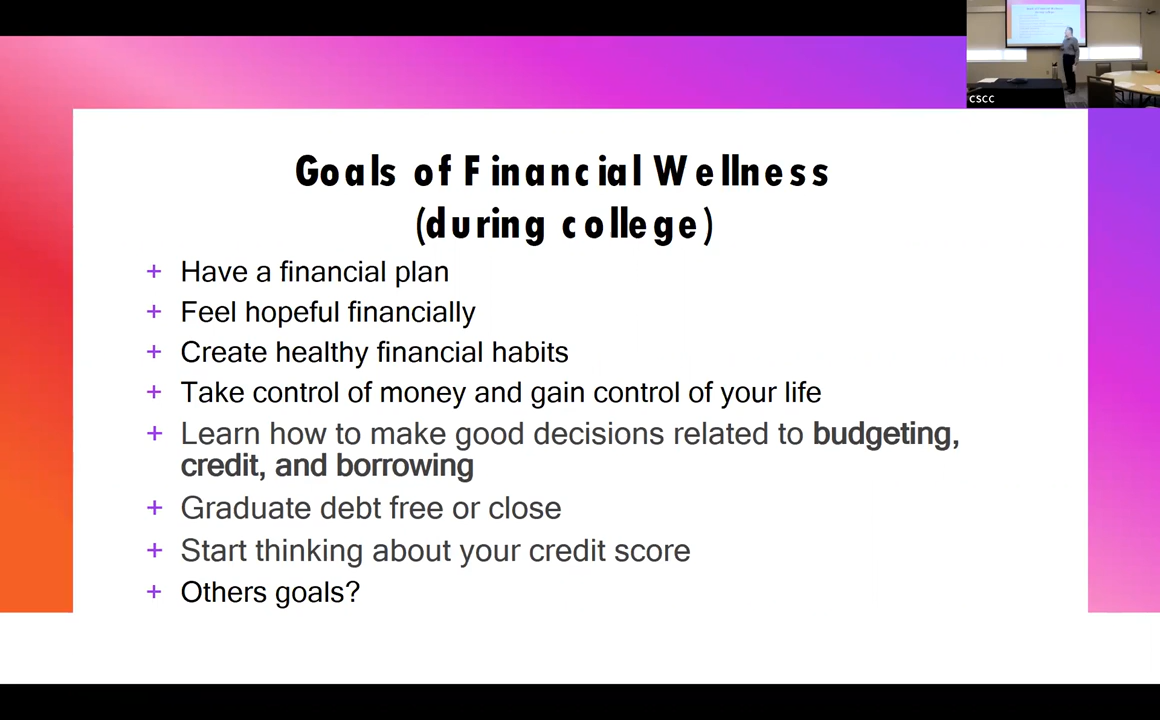 Goals of Financial Wellness
(during college)
+ Have a financial plan
+ Feel hopeful financially
+ Create healthy financial habits
+ Take control of money and gain control of your life
+ Learn how to make good decisions related to budgeting,
credit, and borrowing
+ Graduate debt free or close
+ Start thinking about your credit score
+ Others goals?
CSCC